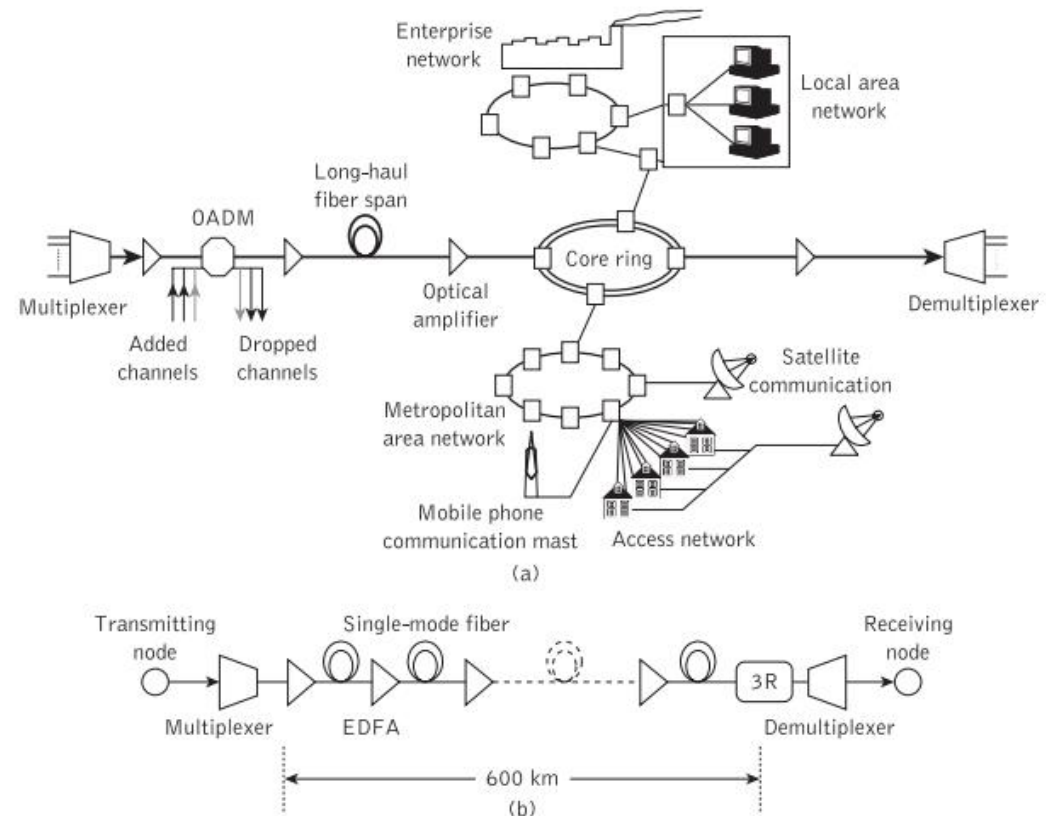 Enterprise
network
Local area
network
Long-haul
fiber span
OADM
Core ring
Multiplexer
Optical
amplifier
Demultiplexer
Added
channels
Dropped
channels
Satellite
communication
Metropolitan
area network
Mobile phone
communication mast
Access network
(a)
Transmitting
node
Single-mode fiber
Receiving
node
3R
Multiplexer
EDFA
Demultiplexer
600 km
(b)